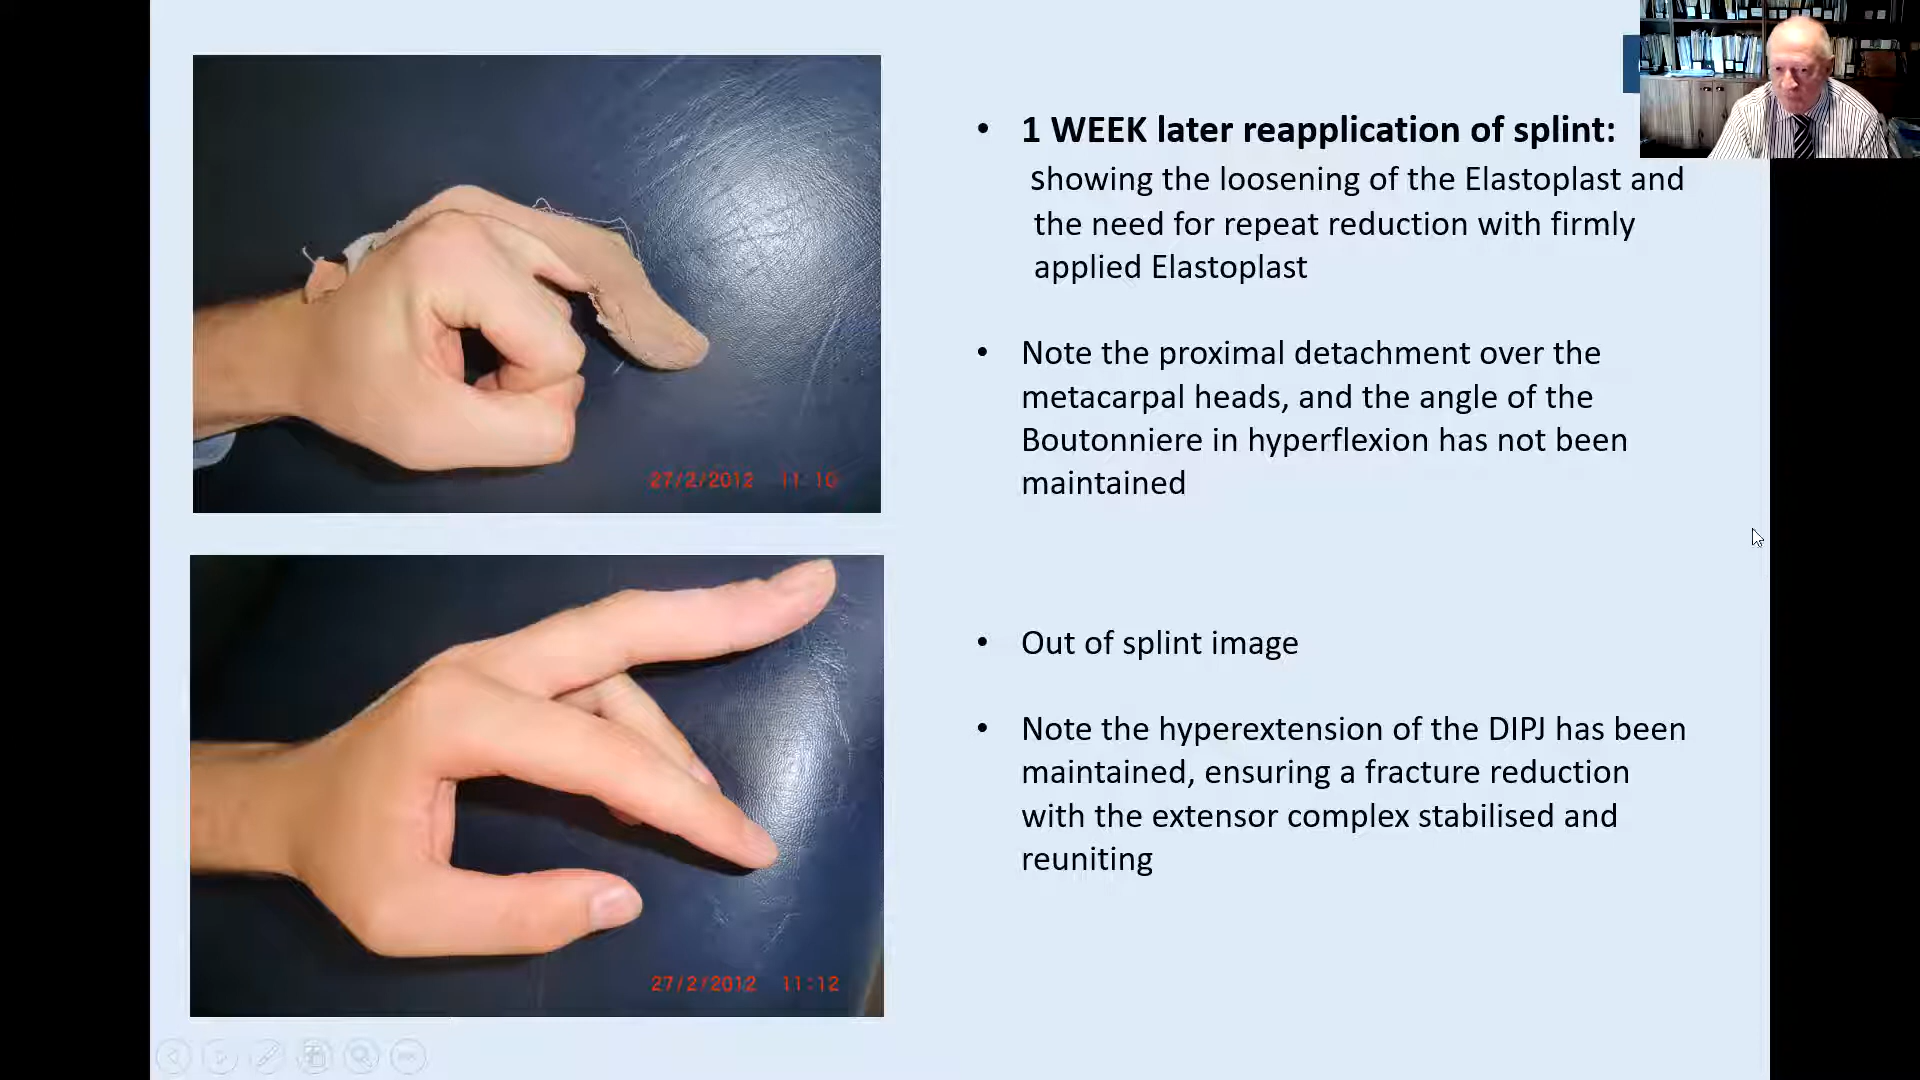 • 1 WEEK later reapplication of splint:
showing the loosening of the Elastoplast and
the need for repeat reduction with firmly
applied Elastoplast
• Note the proximal detachment over the
metacarpal heads, and the angle of the
Boutonniere in hyperflexion has not been
maintained
27/2/2012 11:10
• Out of splint image
• Note the hyperextension of the DIPJ has been
maintained, ensuring a fracture reduction
with the extensor complex stabilised and
reuniting
27/2/2012 11:12